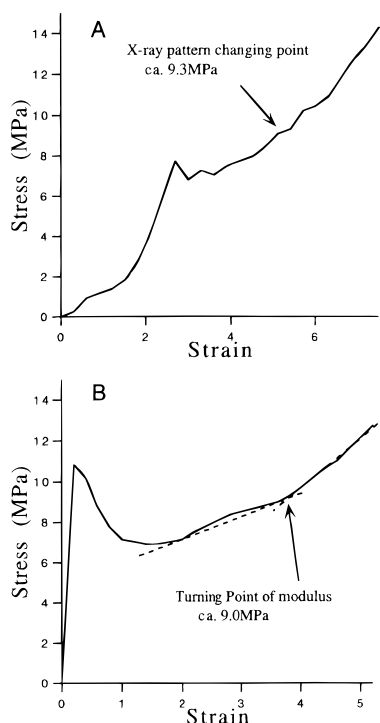 A
X-ray pattern changing point
ca. 9.3MPa
14
12
10
8
6
4
2
0
Stress (MPa)
0 2 4 6
Strain
B
14
12
10
8
6
4
2
0
Stress (MPa)
Turning Point of modulus
ca. 9.0MPa
0 1 2 3 4 5
Strain